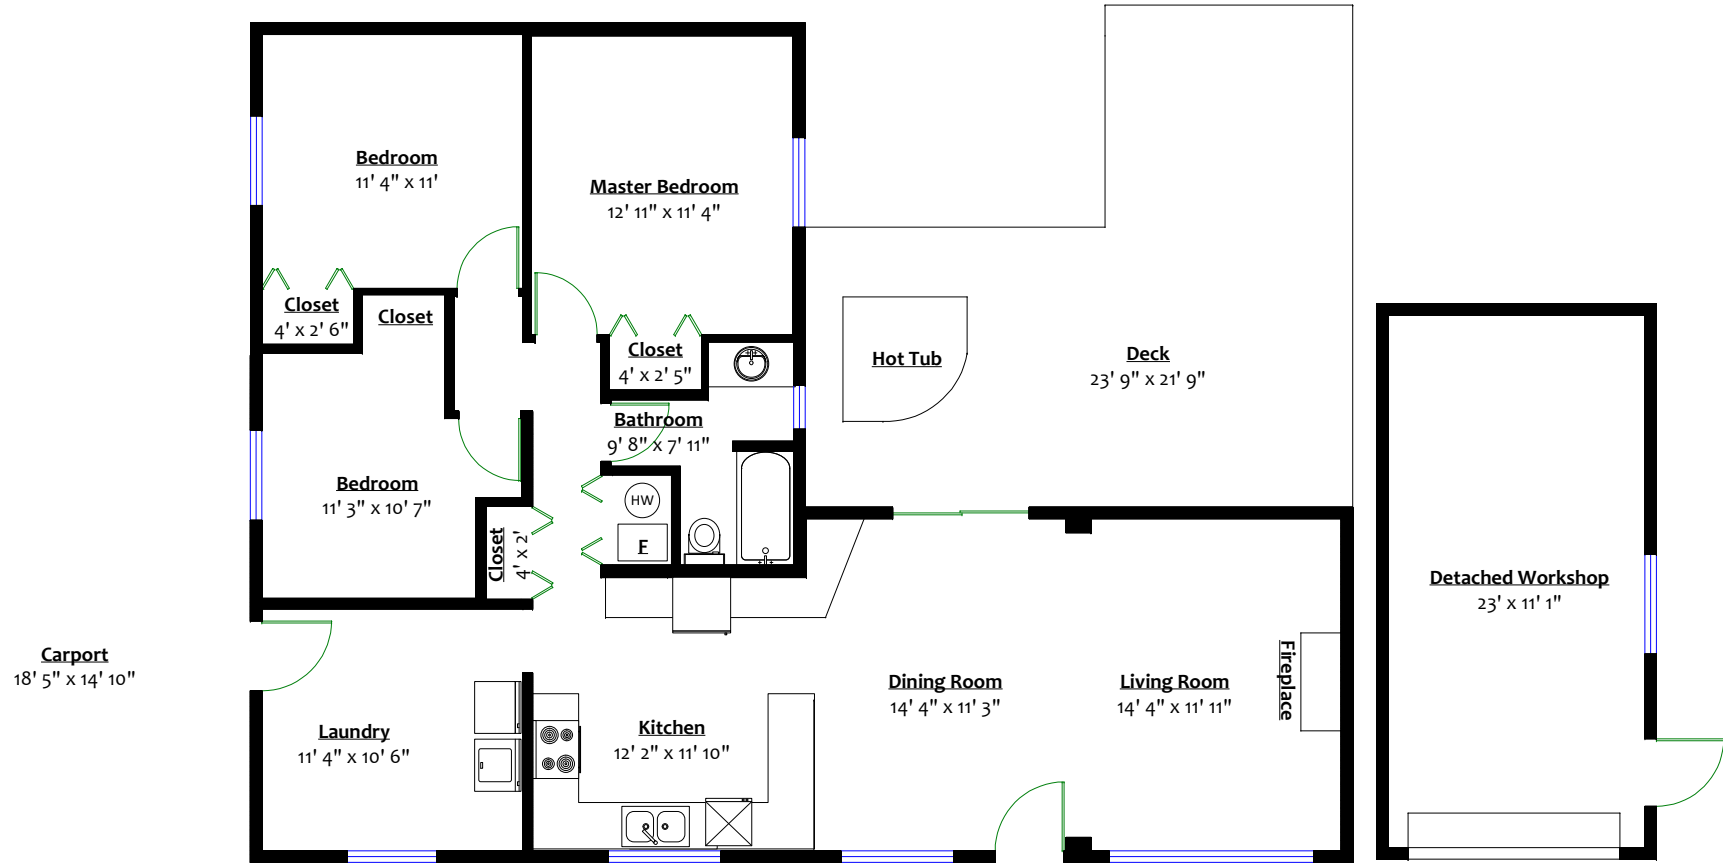 Bedroom
11' 4" x 11'
Master Bedroom
12' 11" x 11' 4"
Closet
4' x 2' 6"
Closet
Closet
4' x 2' 5"
Hot Tub
Deck
23' 9" x 21' 9"
Bathroom
9' 8" x 7' 11"
Bedroom
11' 3" x 10' 7"
HW
F
Closet
4' x 2'
Detached Workshop
23' x 11' 1"
Carport
18' 5" x 14' 10"
Laundry
11' 4" x 10' 6"
Kitchen
12' 2" x 11' 10"
Dining Room
14' 4" x 11' 3"
Living Room
14' 4" x 11' 11"
Fireplace